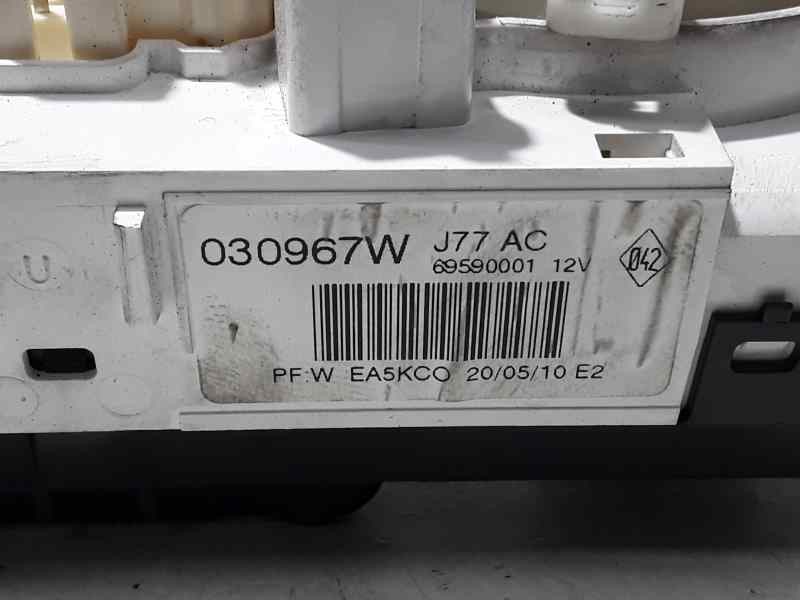 030967W J77 AC
69590001 12V
042
PF:W EA5KCO 20/05/10 E2
U